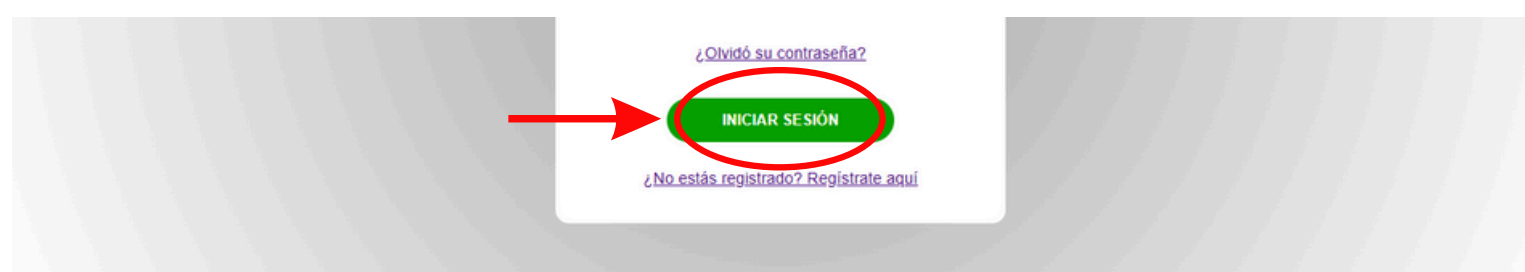 ¿Olvidó su contraseña?
INICIAR SESIÓN
¿No estás registrado? Regístrate aquí